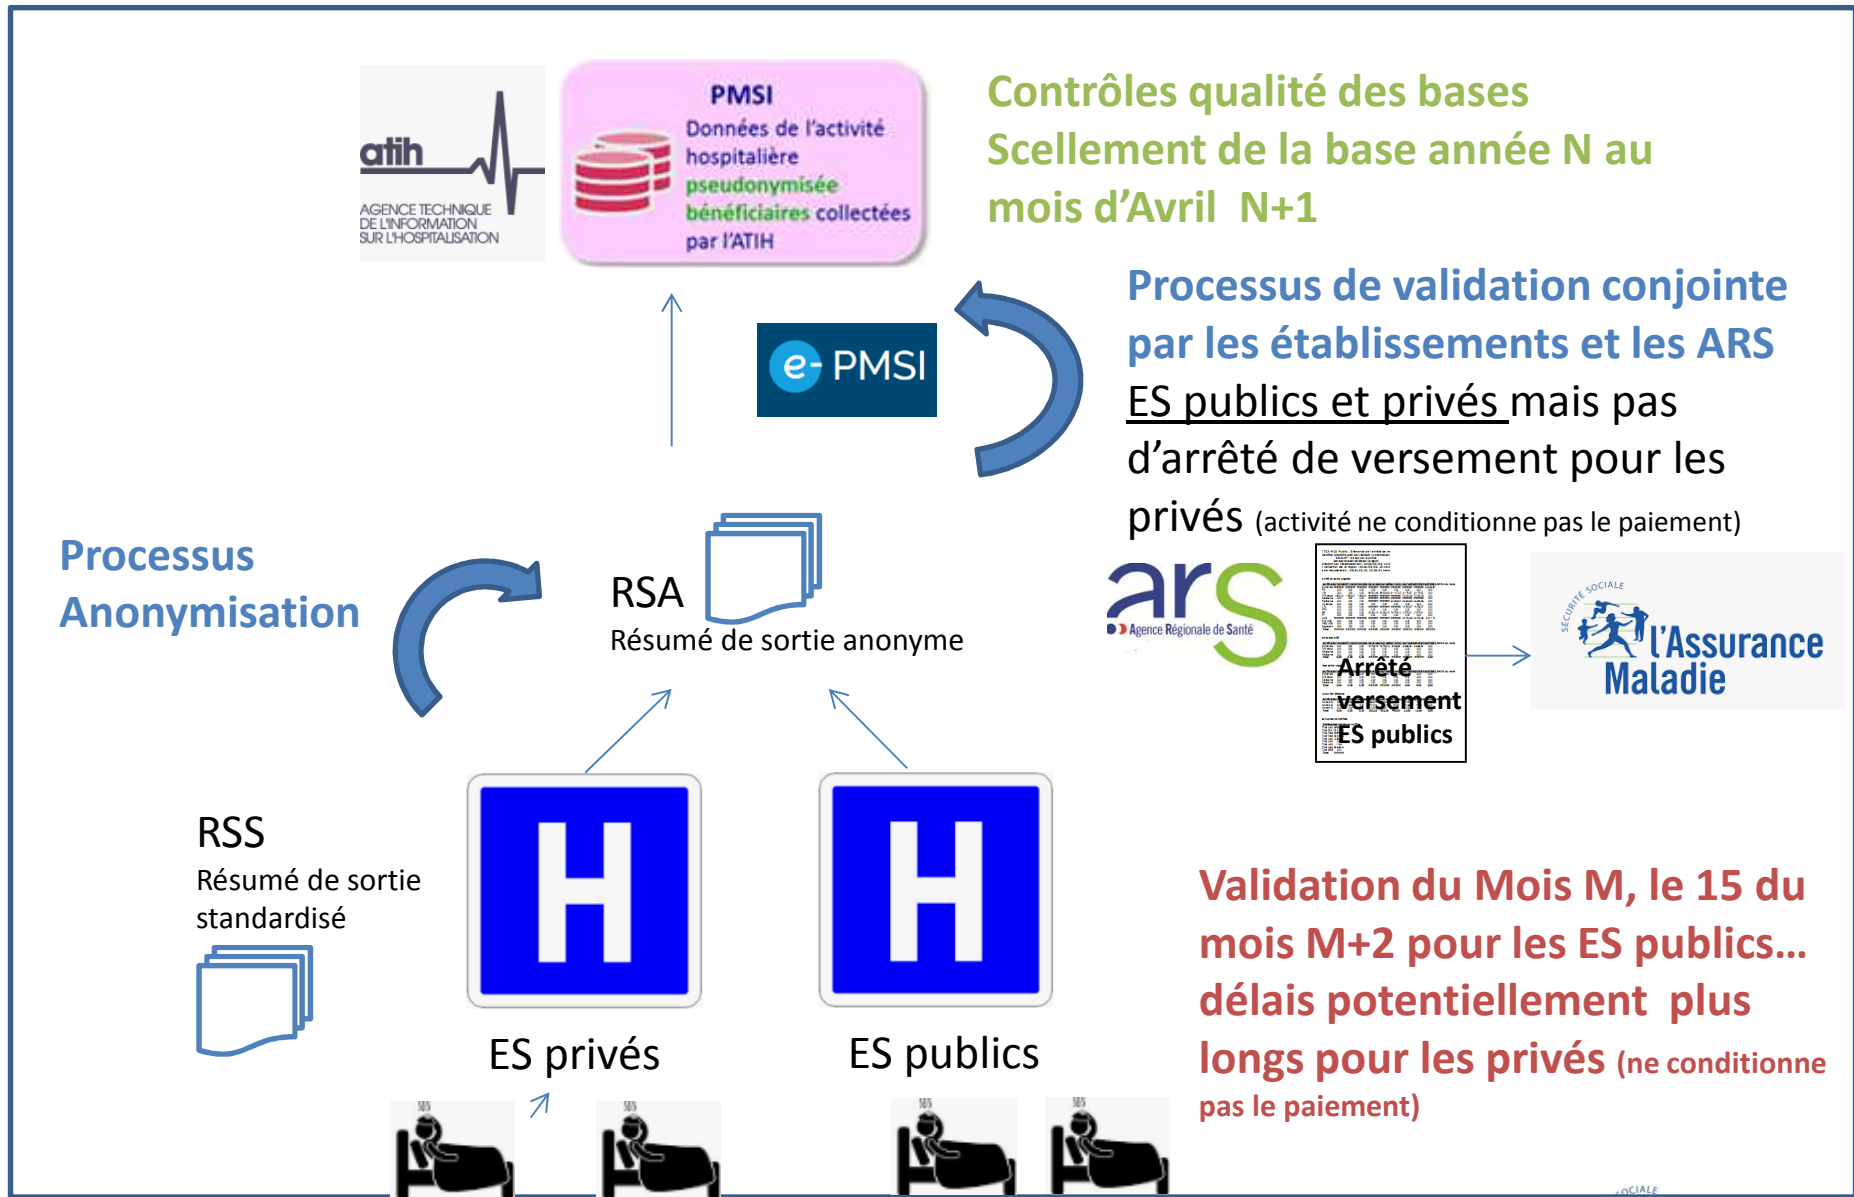 atih
AGENCE TECHNIQUE
DE L'INFORMATION
SUR L'HOSPITALISATION
PMSI
Données de l'activité
hospitalière
pseudonymisée
bénéficiaires collectées
par l'ATIH
Contrôles qualité des bases
Scellement de la base année N au
mois d'Avril N+1
e- PMSI
Processus de validation conjointe
par les établissements et les ARS
ES publics et privés mais pas
d'arrêté de versement pour les
privés (activité ne conditionne pas le paiement)
Processus
Anonymisation
RSA
Résumé de sortie anonyme
ars
Agence Régionale de Santé
Arrêté
versement
ES publics
SÉCURITÉ SOCIALE
l'Assurance
Maladie
RSS
Résumé de sortie
standardisé
H
H
ES privés
ES publics
Validation du Mois M, le 15 du
mois M+2 pour les ES publics...
délais potentiellement plus
longs pour les privés (ne conditionne
pas le paiement)